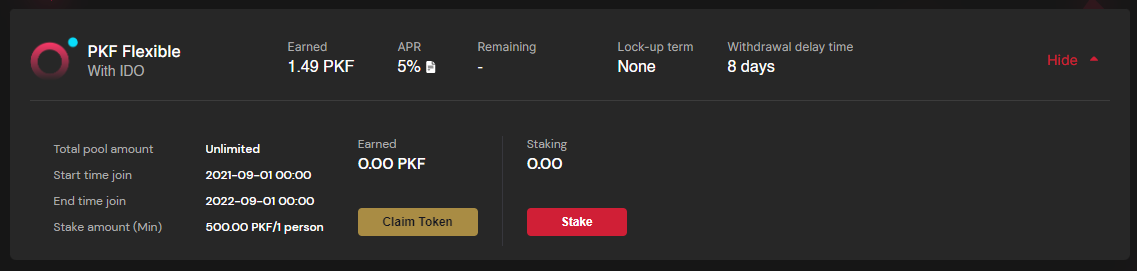 PKF Flexible
With IDO
Earned
1.49 PKF
APR
5%
Remaining
-
Lock-up term
None
Withdrawal delay time
8 days
Hide
Total pool amount Unlimited
Start time join 2021-09-01 00:00
End time join 2022-09-01 00:00
Stake amount (Min) 500.00 PKF/1 person
Earned
0.00 PKF
Claim Token
Staking
0.00
Stake